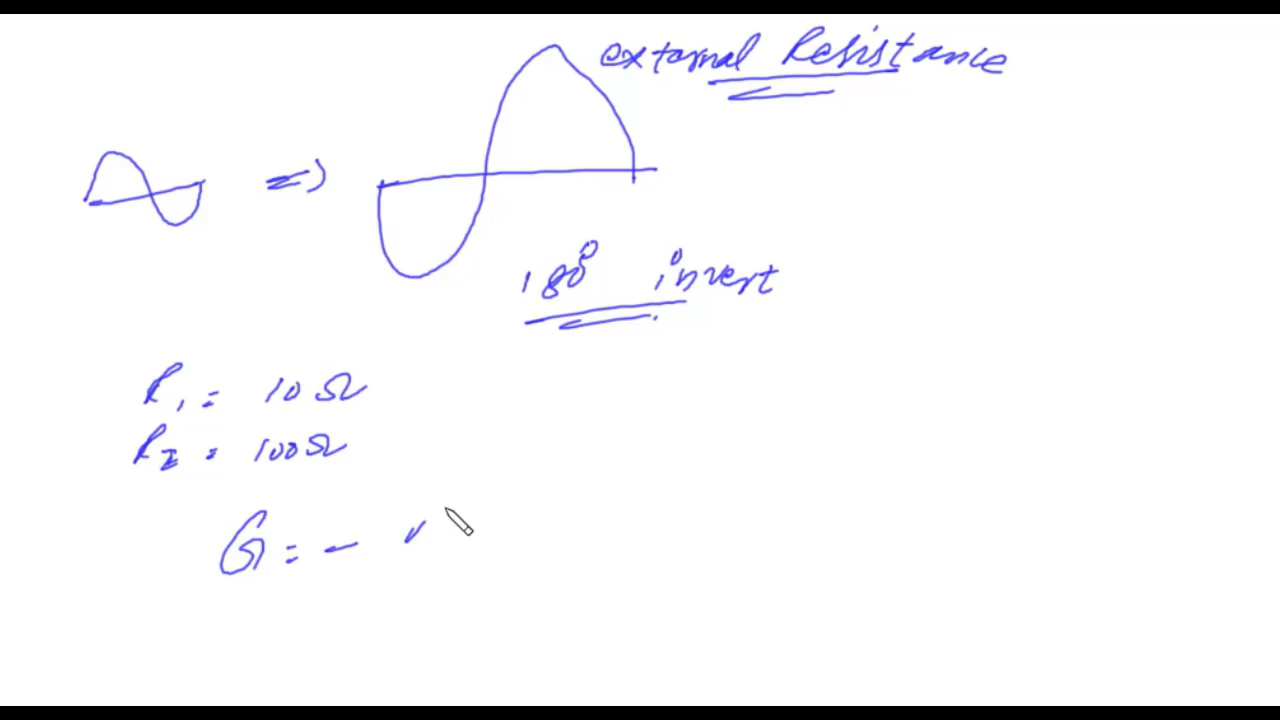 external Resistance
180° invert
R1 = 10Ω
R2 = 100Ω
G = -